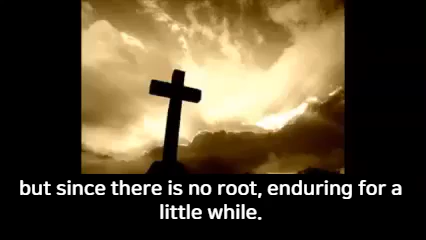 but since there is no root, enduring for a
little while.